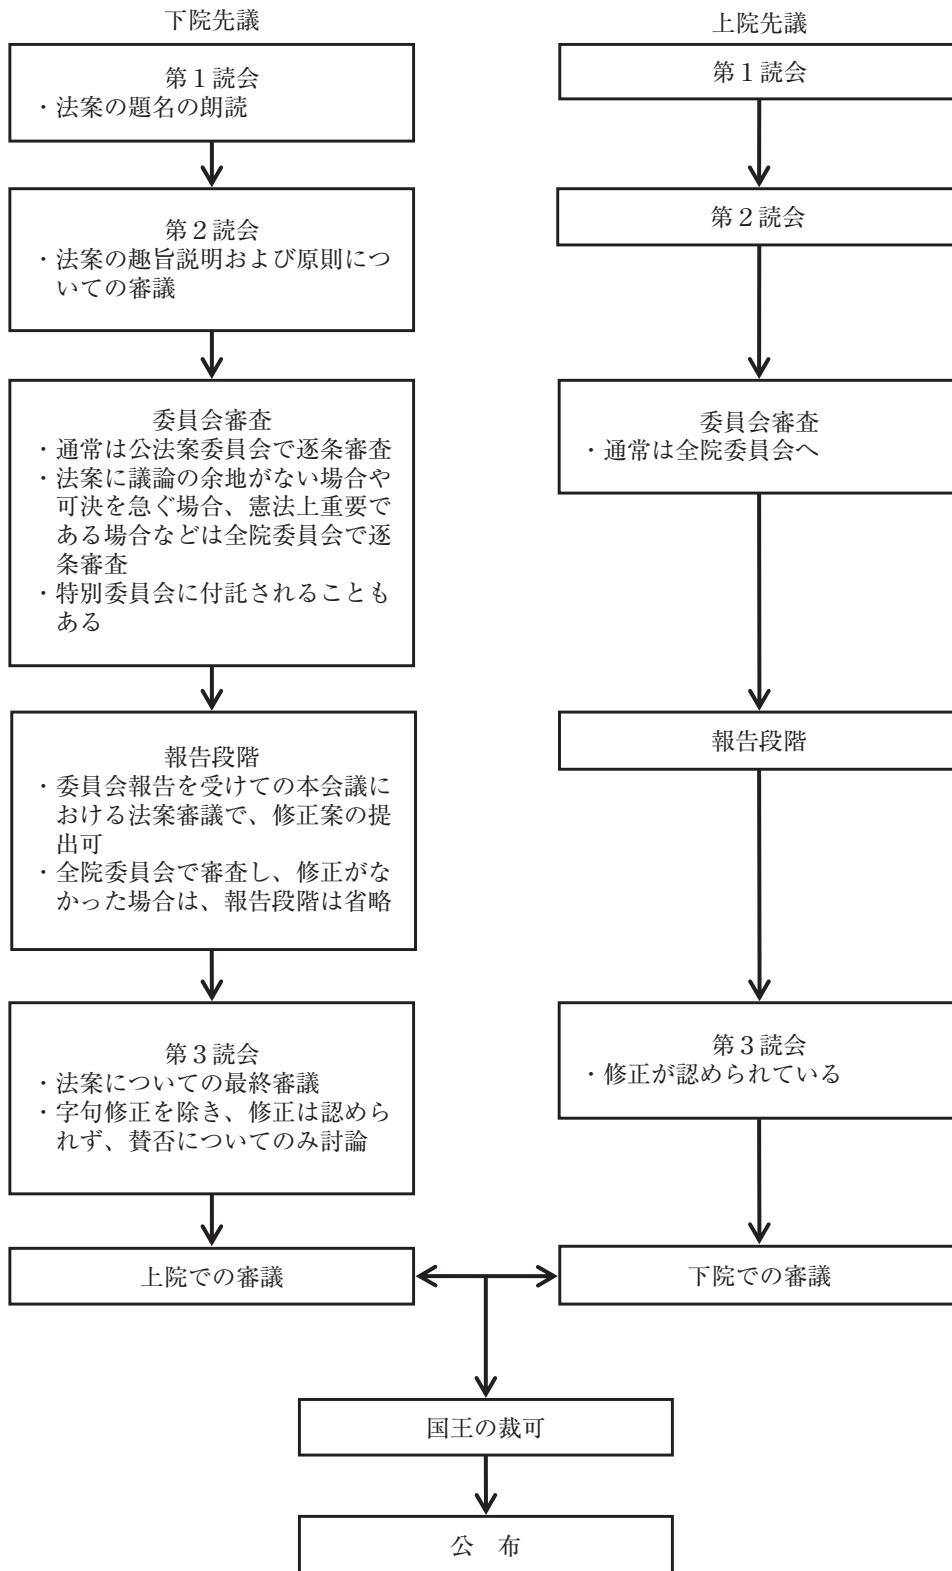 下院先議
第１読会
・法案の題名の朗読
第２読会
・法案の趣旨説明および原則につ
いての審議
委員会審査
・通常は公法案委員会で逐条審査
・法案に議論の余地がない場合や
可決を急ぐ場合、憲法上重要で
ある場合などは全院委員会で逐
条審査
・特別委員会に付託されることも
ある
報告段階
・委員会報告を受けての本会議に
おける法案審議で、修正案の提
出可
・全院委員会で審査し、修正がな
かった場合は、報告段階は省略
第３読会
・法案についての最終審議
・字句修正を除き、修正は認めら
れず、賛否についてのみ討論
上院での審議
上院先議
第１読会
第２読会
委員会審査
・通常は全院委員会へ
報告段階
第３読会
・修正が認められている
下院での審議
国王の裁可
公　布